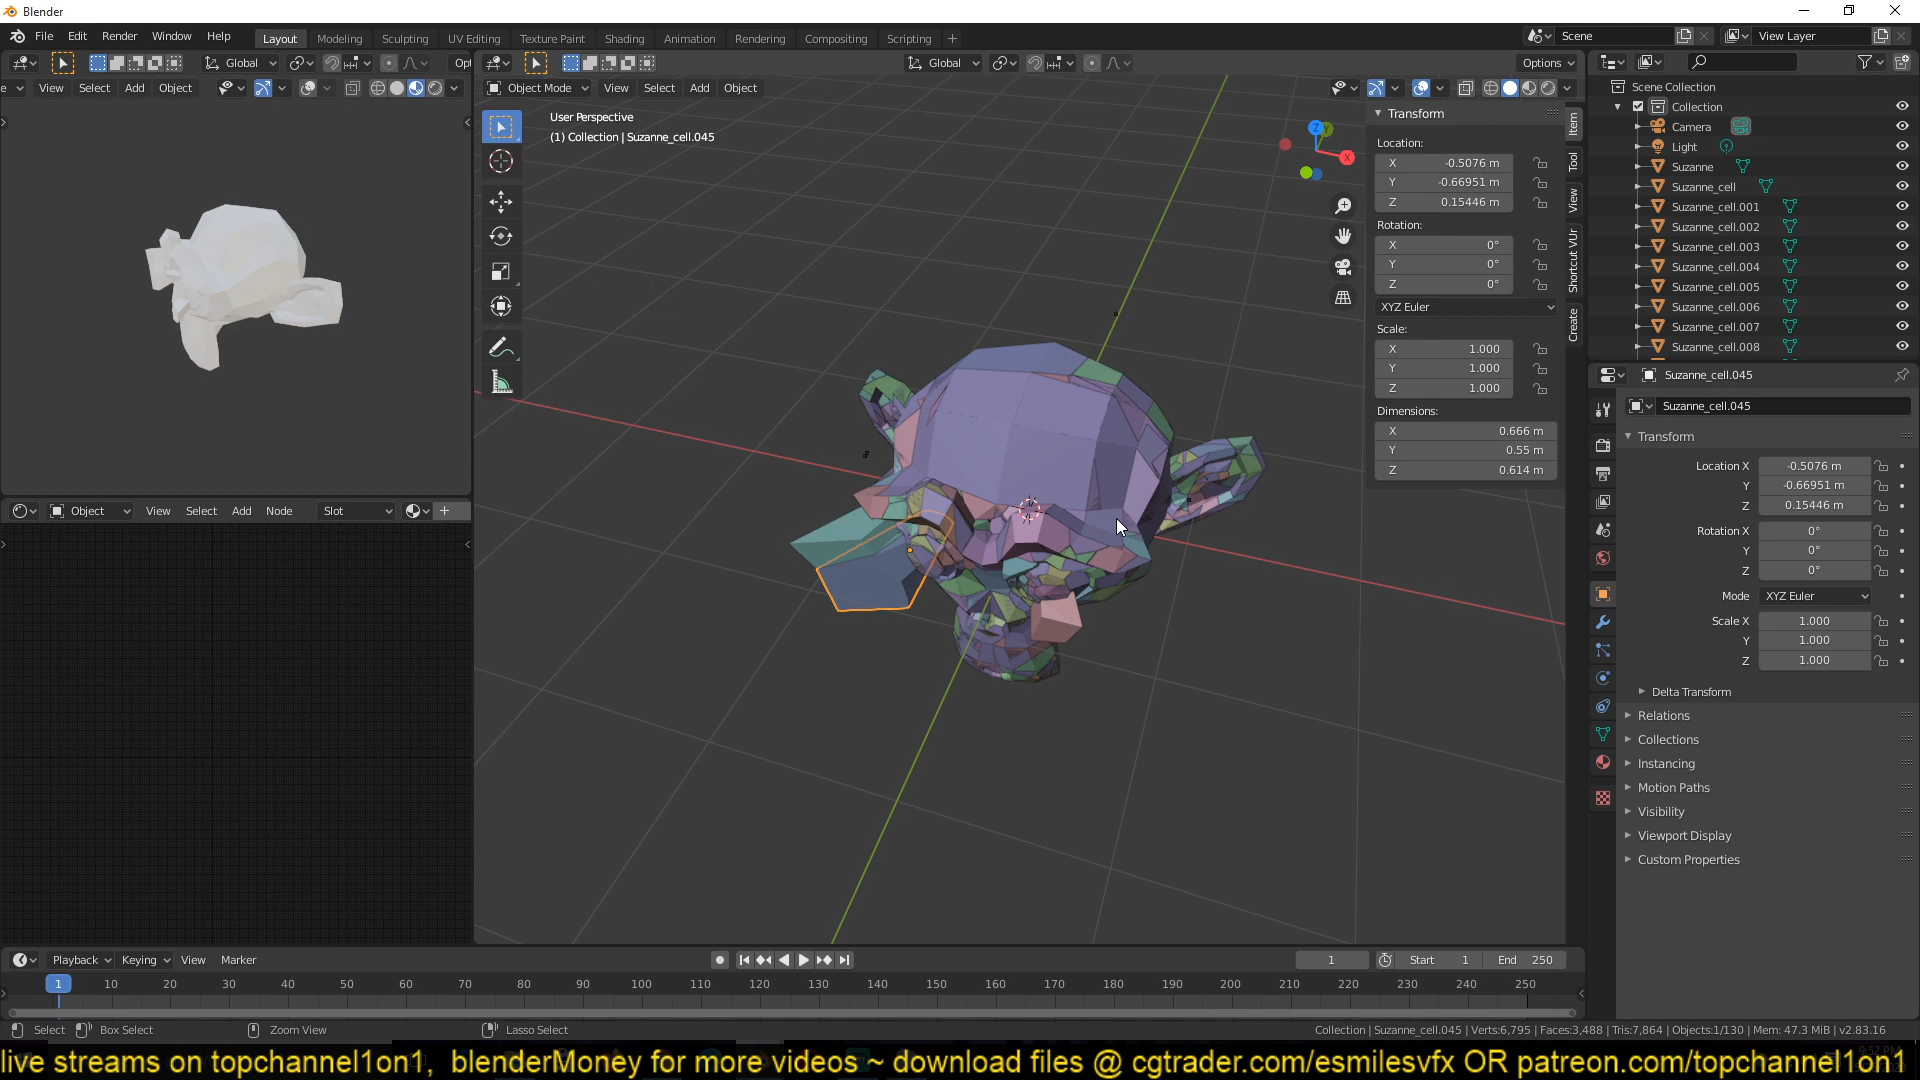 Blender
File Edit Render Window Help Layout Modeling Sculpting UV Editing Texture Paint Shading Animation Rendering Compositing Scripting + Scene View Layer
Global Opt Global Options
e View Select Add Object Object Mode View Select Add Object
User Perspective
(1) Collection | Suzanne_cell.045
Z Y X
Transform
Location:
X -0.5076 m
Y -0.66951 m
Z 0.15446 m
Rotation:
X 0°
Y 0°
Z 0°
XYZ Euler
Scale:
X 1.000
Y 1.000
Z 1.000
Dimensions:
X 0.666 m
Y 0.55 m
Z 0.614 m
Item
Tool
View
Shortcut VUr
Create
Scene Collection
Collection
Camera
Light
Suzanne
Suzanne_cell
Suzanne_cell.001
Suzanne_cell.002
Suzanne_cell.003
Suzanne_cell.004
Suzanne_cell.005
Suzanne_cell.006
Suzanne_cell.007
Suzanne_cell.008
Suzanne_cell.045
Suzanne_cell.045
Transform
Location X -0.5076 m
Y -0.66951 m
Z 0.15446 m
Rotation X 0°
Y 0°
Z 0°
Mode XYZ Euler
Scale X 1.000
Y 1.000
Z 1.000
Delta Transform
Relations
Collections
Instancing
Motion Paths
Visibility
Viewport Display
Custom Properties
Object View Select Add Node Slot
Playback Keying View Marker 1 Start 1 End 250
1 10 20 30 40 50 60 70 80 90 100 110 120 130 140 150 160 170 180 190 200 210 220 230 240 250
Select Box Select Zoom View Lasso Select Collection | Suzanne_cell.045 | Verts:6,795 | Faces:3,488 | Tris:7,864 | Objects:1/130 | Mem: 47.3 MiB | v2.83.16
live streams on topchannel1on1, blenderMoney for more videos ~ download files @ cgtrader.com/esmilesvfx OR patreon.com/topchannel1on1